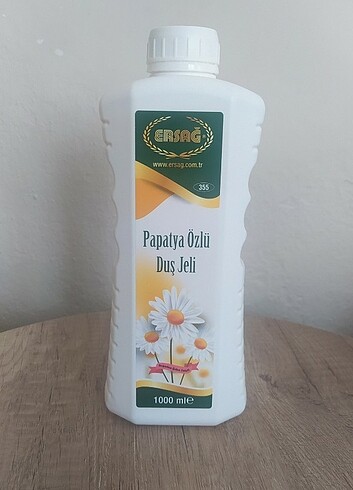 ERSAĞ
www.ersag.com.tr
355
Papatya Özlü
Duş Jeli
1000 ml℮